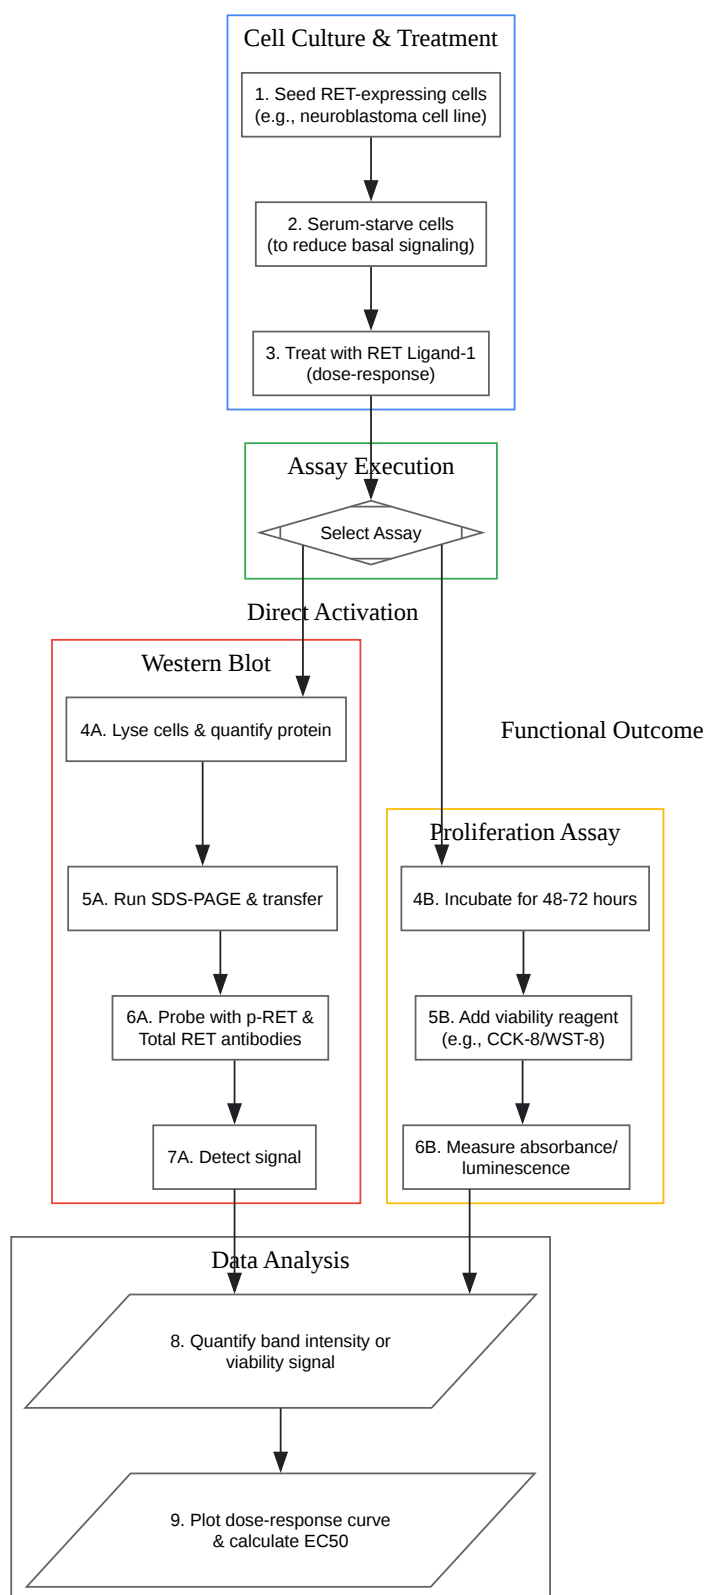 Cell Culture & Treatment
1. Seed RET-expressing cells
(e.g., neuroblastoma cell line)
2. Serum-starve cells
(to reduce basal signaling)
3. Treat with RET Ligand-1
(dose-response)
Assay Execution
Select Assay
Direct Activation
Western Blot
4A. Lyse cells & quantify protein
5A. Run SDS-PAGE & transfer
6A. Probe with p-RET &
Total RET antibodies
7A. Detect signal
Functional Outcome
Proliferation Assay
4B. Incubate for 48-72 hours
5B. Add viability reagent
(e.g., CCK-8/WST-8)
6B. Measure absorbance/
luminescence
Data Analysis
8. Quantify band intensity or
viability signal
9. Plot dose-response curve
& calculate EC50